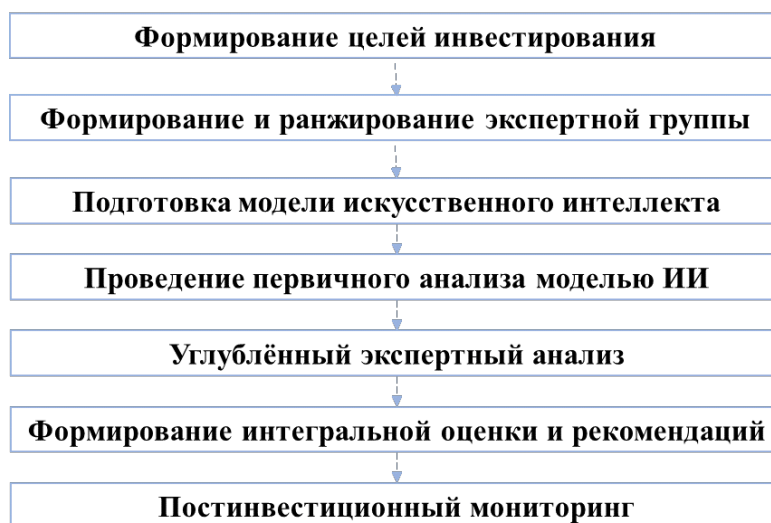 Формирование целей инвестирования
Формирование и ранжирование экспертной группы
Подготовка модели искусственного интеллекта
Проведение первичного анализа моделью ИИ
Углублённый экспертный анализ
Формирование интегральной оценки и рекомендаций
Постинвестиционный мониторинг